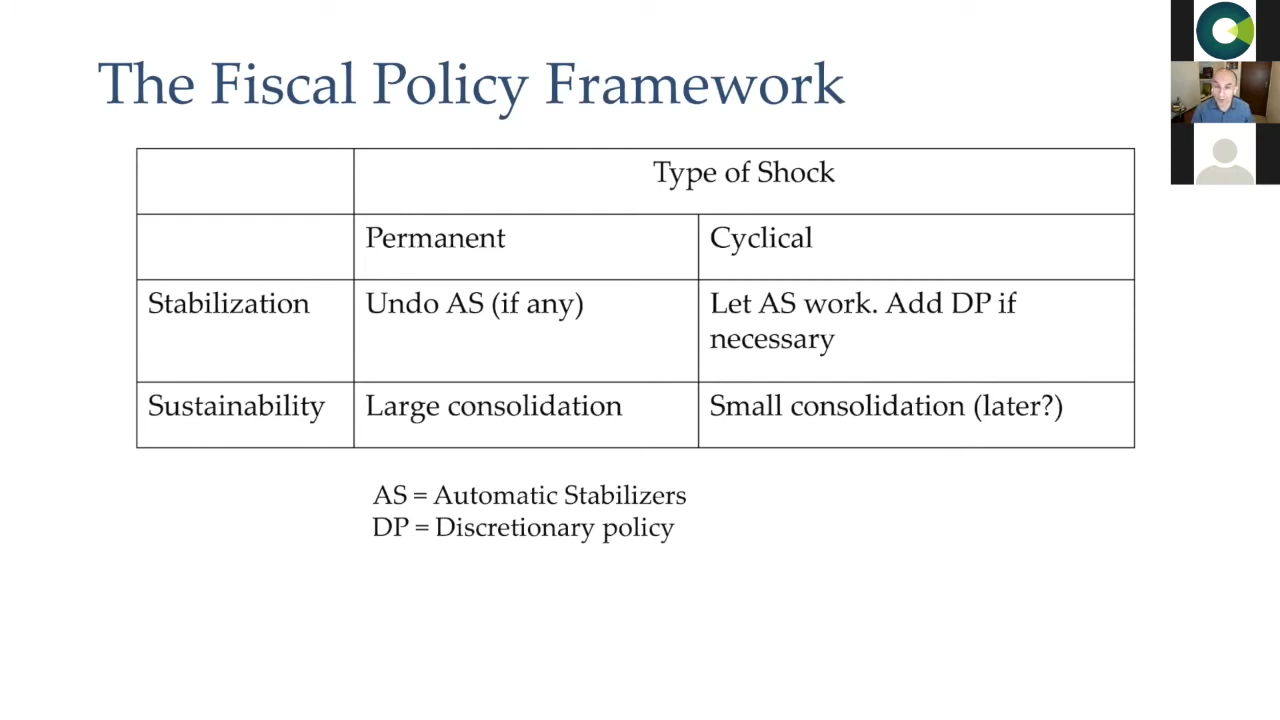 The Fiscal Policy Framework
Type of Shock
Permanent
Cyclical
Stabilization
Undo AS (if any)
Let AS work. Add DP if
necessary
Sustainability
Large consolidation
Small consolidation (later?)
AS = Automatic Stabilizers
DP = Discretionary policy